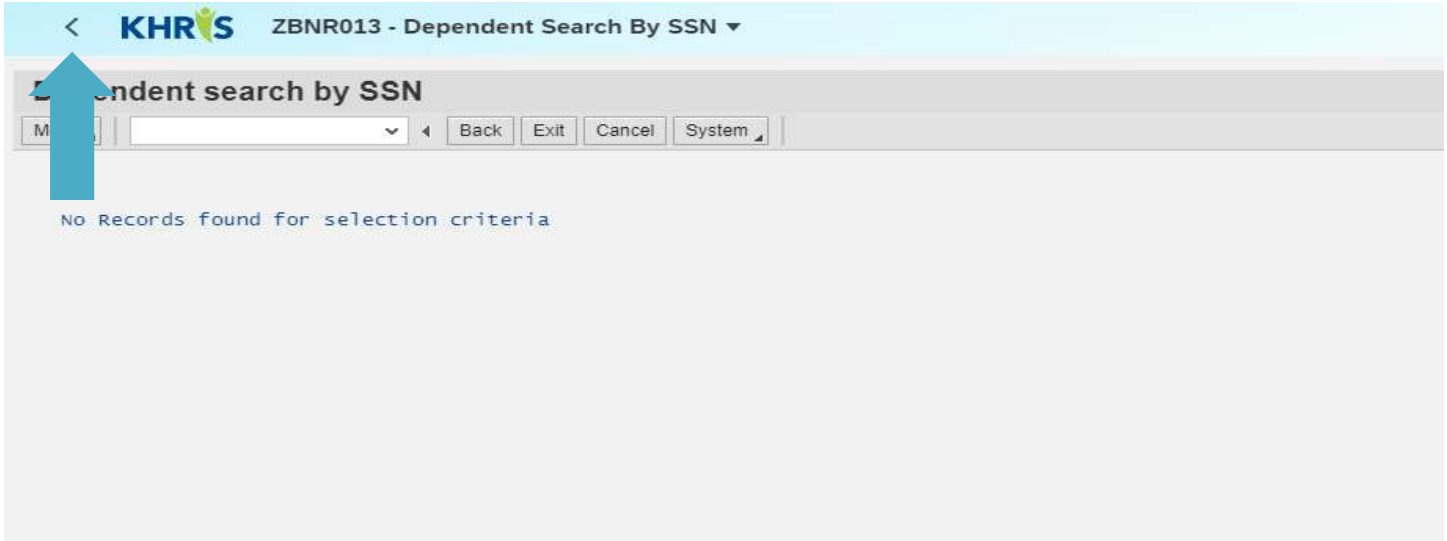 KHRIS ZBNR013 - Dependent Search By SSN
search by SSN
Back Exit Cancel System
No Records found for selection criteria